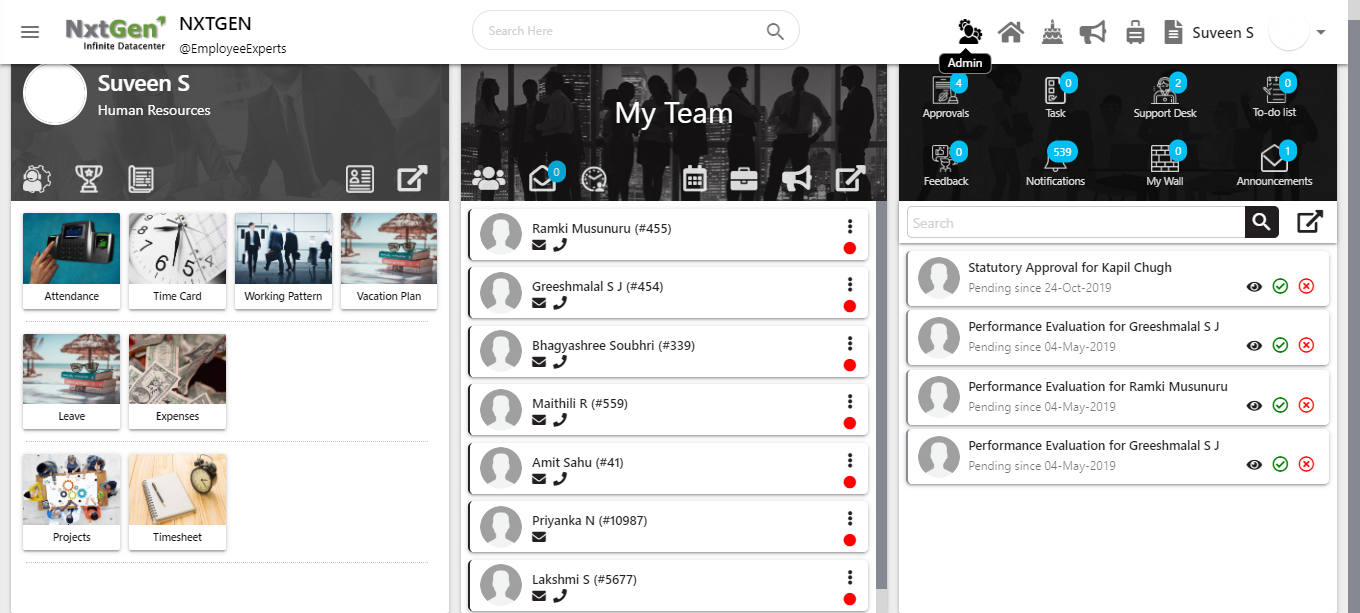 NxtGen
Infinite Datacenter
NXTGEN
@EmployeeExperts
Search Here
Suveen S
Admin
Suveen S
Human Resources
Attendance
Time Card
Working Pattern
Vacation Plan
Leave
Expenses
Projects
Timesheet
My Team
0
Ramki Musunuru (#455)
Greeshmalal S J (#454)
Bhagyashree Soubhri (#339)
Maithili R (#559)
Amit Sahu (#41)
Priyanka N (#10987)
Lakshmi S (#5677)
4
Approvals
0
Task
2
Support Desk
0
To-do list
0
Feedback
539
Notifications
0
My Wall
1
Announcements
Search
Statutory Approval for Kapil Chugh
Pending since 24-Oct-2019
Performance Evaluation for Greeshmalal S J
Pending since 04-May-2019
Performance Evaluation for Ramki Musunuru
Pending since 04-May-2019
Performance Evaluation for Greeshmalal S J
Pending since 04-May-2019